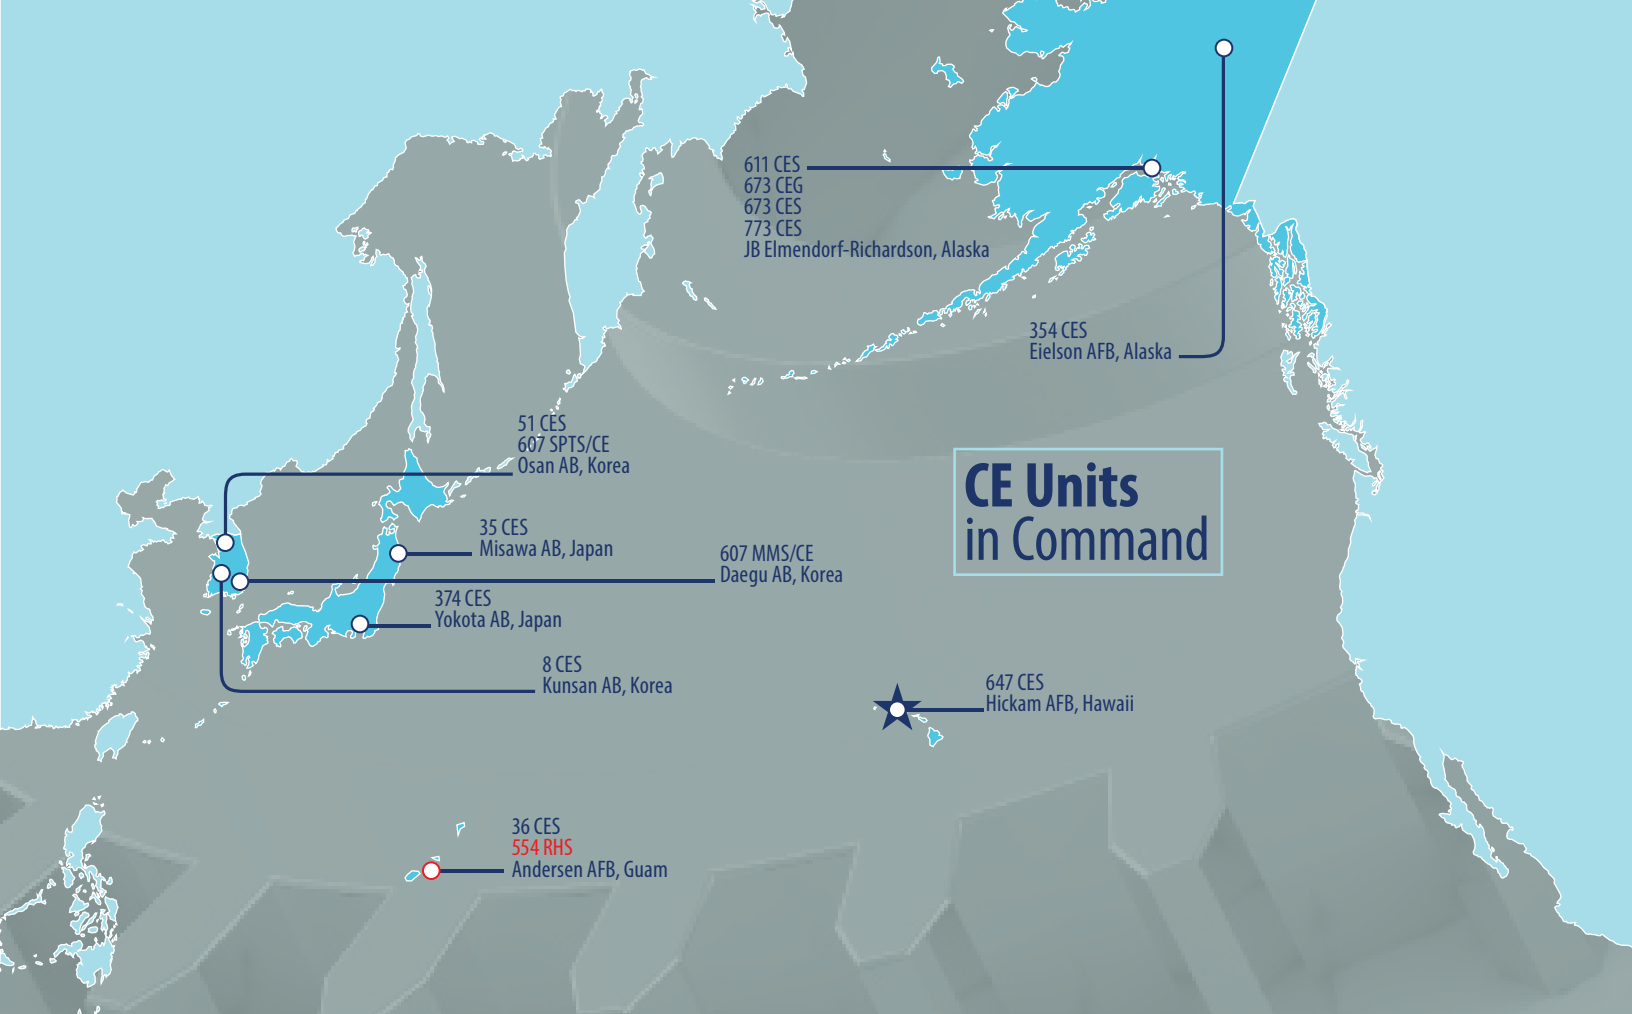 611 CES
673 CEG
673 CES
773 CES
JB Elmendorf-Richardson, Alaska
354 CES
Eielson AFB, Alaska
51 CES
607 SPTS/CE
Osan AB, Korea
CE Units
in Command
35 CES
Misawa AB, Japan
607 MMS/CE
Daegu AB, Korea
374 CES
Yokota AB, Japan
8 CES
Kunsan AB, Korea
647 CES
Hickam AFB, Hawaii
36 CES
554 RHS
Andersen AFB, Guam